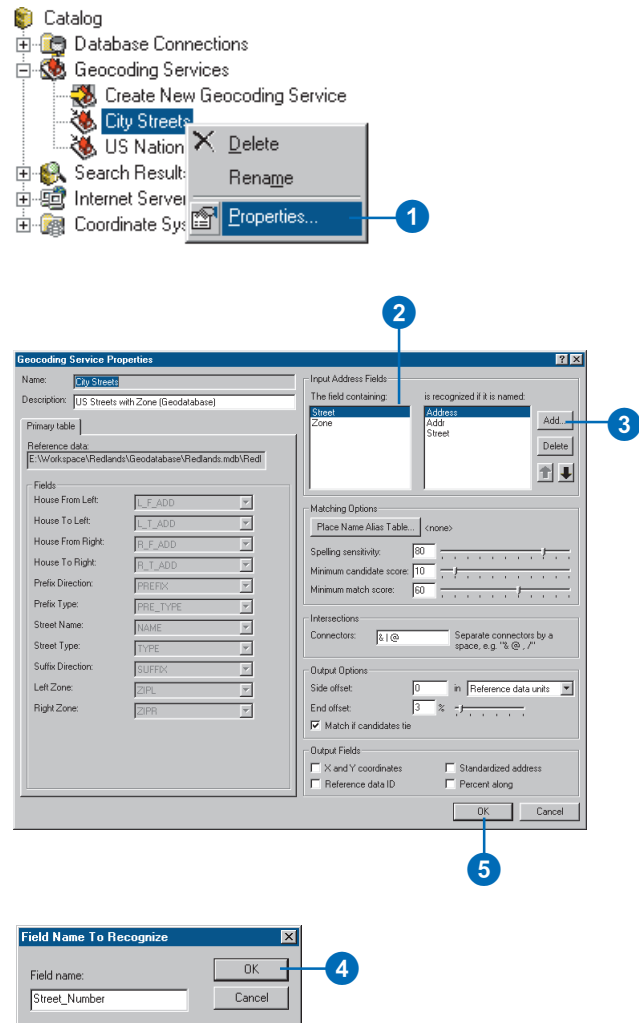 Catalog
Database Connections
Geocoding Services
Create New Geocoding Service
City Streets
US Nation
Search Result
Internet Server
Coordinate Sys
Delete
Rename
Properties...
1
2
Geocoding Service Properties
Name: City Streets
Description: US Streets with Zone (Geodatabase)
Primary table
Reference data:
E:\Workspace\Redlands\Geodatabase\Redlands.mdb\Redl
Fields
House From Left: L_F_ADD
House To Left: L_T_ADD
House From Right: R_F_ADD
House To Right: R_T_ADD
Prefix Direction: PREFIX
Prefix Type: PRE_TYPE
Street Name: NAME
Street Type: TYPE
Suffix Direction: SUFFIX
Left Zone: ZIPL
Right Zone: ZIPR
Input Address Fields
The field containing: is recognized if it is named:
Street Address
Zone Addr
Street
Add...
3
Delete
Matching Options
Place Name Alias Table... <none>
Spelling sensitivity: 80
Minimum candidate score: 10
Minimum match score: 60
Intersections
Connectors: & | @ Separate connectors by a
space, e.g. "& @ , /"
Output Options
Side offset: 0 in Reference data units
End offset: 3 %
Match if candidates tie
Output Fields
X and Y coordinates Standardized address
Reference data ID Percent along
OK Cancel
5
Field Name To Recognize
OK
4
Field name:
Street_Number
Cancel